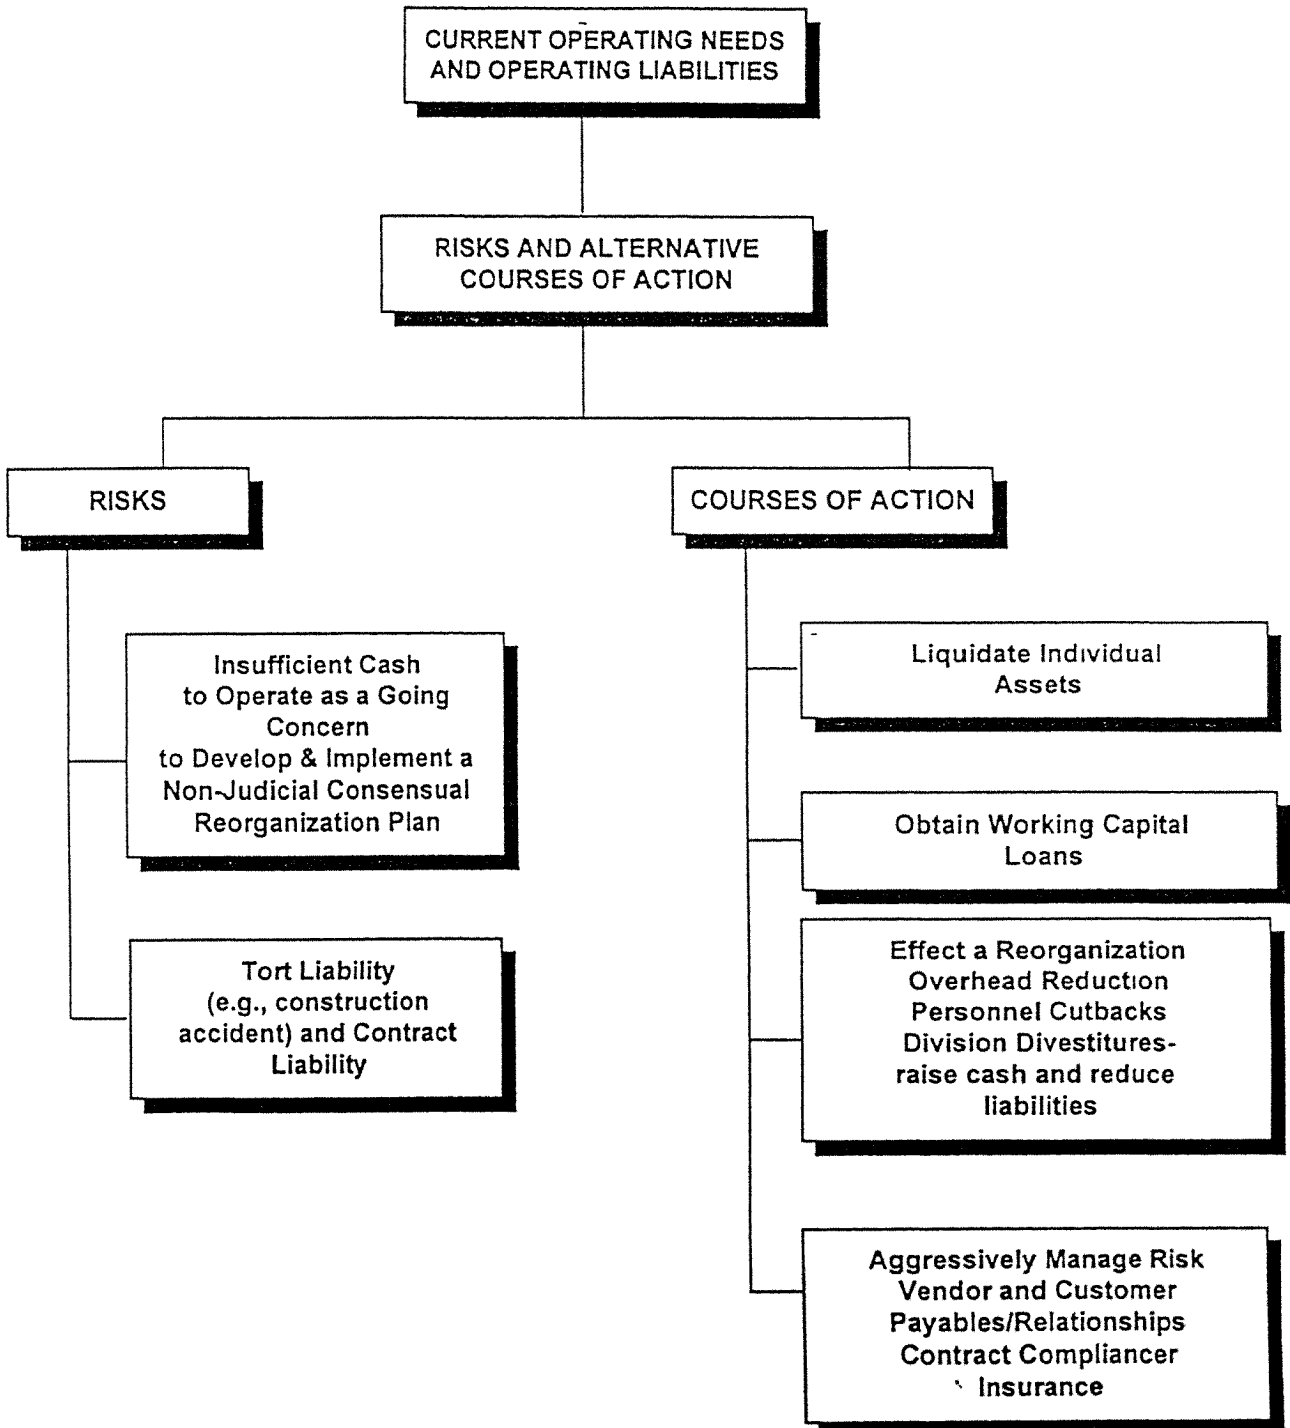 CURRENT OPERATING NEEDS
AND OPERATING LIABILITIES
RISKS AND ALTERNATIVE
COURSES OF ACTION
RISKS
COURSES OF ACTION
Insufficient Cash
to Operate as a Going
Concern
to Develop & Implement a
Non-Judicial Consensual
Reorganization Plan
Tort Liability
(e.g., construction
accident) and Contract
Liability
Liquidate Individual
Assets
Obtain Working Capital
Loans
Effect a Reorganization
Overhead Reduction
Personnel Cutbacks
Division Divestitures-
raise cash and reduce
liabilities
Aggressively Manage Risk
Vendor and Customer
Payables/Relationships
Contract Compliancer
Insurance